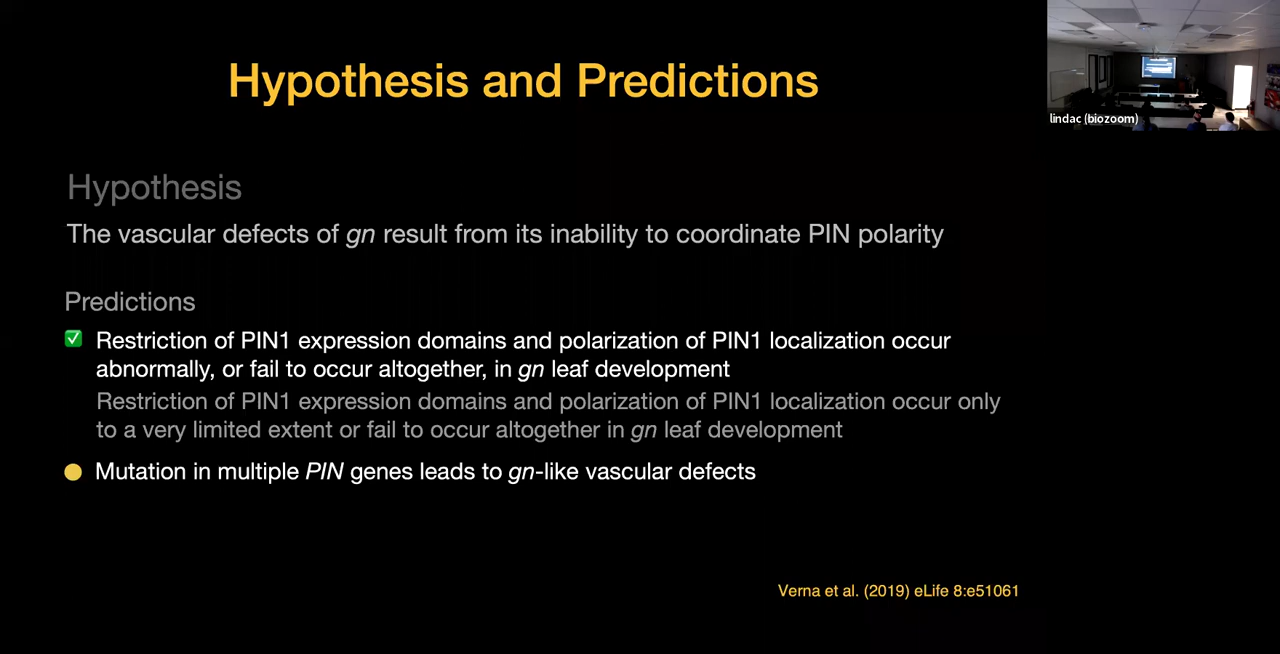 Hypothesis and Predictions
lindac (biozoom)
Hypothesis
The vascular defects of gn result from its inability to coordinate PIN polarity
Predictions
Restriction of PIN1 expression domains and polarization of PIN1 localization occur
abnormally, or fail to occur altogether, in gn leaf development
Restriction of PIN1 expression domains and polarization of PIN1 localization occur only
to a very limited extent or fail to occur altogether in gn leaf development
Mutation in multiple PIN genes leads to gn-like vascular defects
Verna et al. (2019) eLife 8:e51061